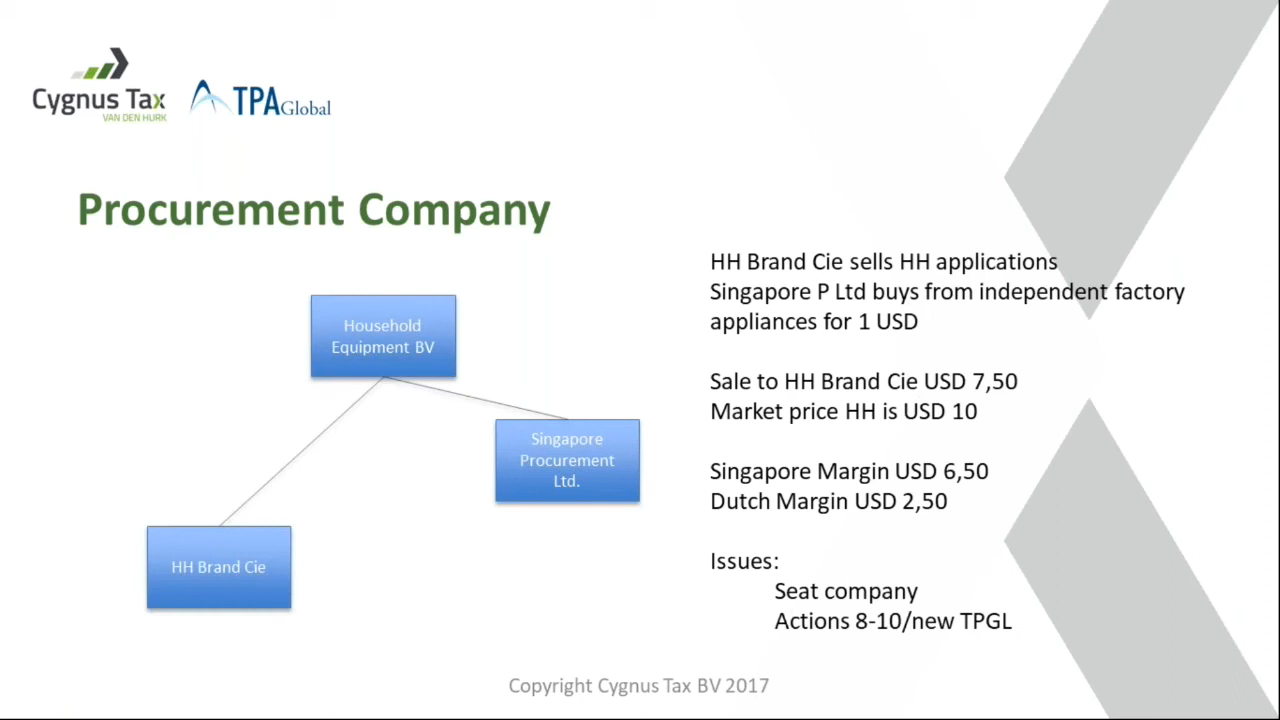 Cygnus Tax
VAN DEN HURK
TPA Global
Procurement Company
Household
Equipment BV
Singapore
Procurement
Ltd.
HH Brand Cie
HH Brand Cie sells HH applications
Singapore P Ltd buys from independent factory
appliances for 1 USD
Sale to HH Brand Cie USD 7,50
Market price HH is USD 10
Singapore Margin USD 6,50
Dutch Margin USD 2,50
Issues:
Seat company
Actions 8-10/new TPGL
Copyright Cygnus Tax BV 2017